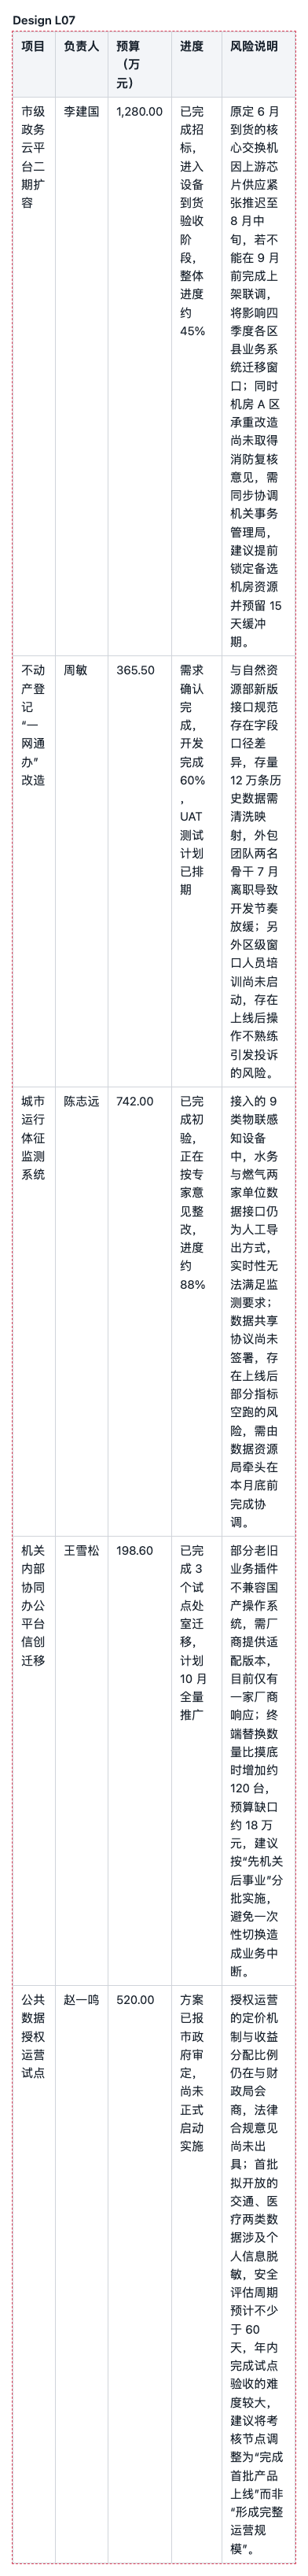 Design L07
项目
负责人
预算
（万
元）
进度
风险说明
市级
政务
云平
台二
期扩
容
李建国
1,280.00
已完
成招
标，
进入
设备
到货
验收
阶
段，
整体
进度
约
45%
原定 6 月
到货的核
心交换机
因上游芯
片供应紧
张推迟至
8 月中
旬，若不
能在 9 月
前完成上
架联调，
将影响四
季度各区
县业务系
统迁移窗
口；同时
机房 A 区
承重改造
尚未取得
消防复核
意见，需
同步协调
机关事务
管理局，
建议提前
锁定备选
机房资源
并预留 15
天缓冲
期。
不动
产登
记
“一
网通
办”
改造
周敏
365.50
需求
确认
完
成，
开发
完成
60%
，
UAT
测试
计划
已排
期
与自然资
源部新版
接口规范
存在字段
口径差
异，存量
12 万条历
史数据需
清洗映
射，外包
团队两名
骨干 7 月
离职导致
开发节奏
放缓；另
外区级窗
口人员培
训尚未启
动，存在
上线后操
作不熟练
引发投诉
的风险。
城市
运行
体征
监测
系统
陈志远
742.00
已完
成初
验，
正在
按专
家意
见整
改，
进度
约
88%
接入的 9
类物联感
知设备
中，水务
与燃气两
家单位数
据接口仍
为人工导
出方式，
实时性无
法满足监
测要求；
数据共享
协议尚未
签署，存
在上线后
部分指标
空跑的风
险，需由
数据资源
局牵头在
本月底前
完成协
调。
机关
内部
协同
办公
平台
信创
迁移
王雪松
198.60
已完
成 3
个试
点处
室迁
移，
计划
10 月
全量
推广
部分老旧
业务插件
不兼容国
产操作系
统，需厂
商提供适
配版本，
目前仅有
一家厂商
响应；终
端替换数
量比摸底
时增加约
120 台，
预算缺口
约 18 万
元，建议
按“先机关
后事业”分
批实施，
避免一次
性切换造
成业务中
断。
公共
数据
授权
运营
试点
赵一鸣
520.00
方案
已报
市政
府审
定，
尚未
正式
启动
实施
授权运营
的定价机
制与收益
分配比例
仍在与财
政局会
商，法律
合规意见
尚未出
具；首批
拟开放的
交通、医
疗两类数
据涉及个
人信息脱
敏，安全
评估周期
预计不少
于 60
天，年内
完成试点
验收的难
度较大，
建议将考
核节点调
整为“完成
首批产品
上线”而非
“形成完整
运营规
模”。